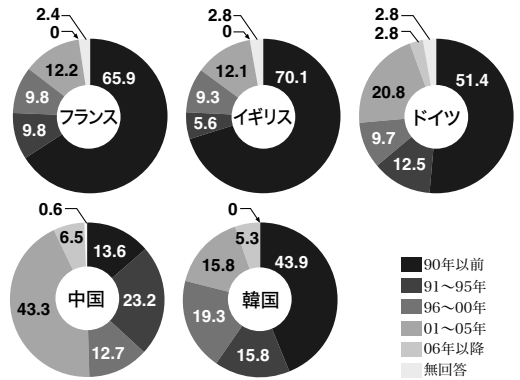 2.4
0
12.2
65.9
9.8
9.8
フランス
2.8
0
12.1
70.1
9.3
5.6
イギリス
2.8
2.8
20.8
51.4
9.7
12.5
ドイツ
0.6
6.5
13.6
43.3
23.2
12.7
中国
0
5.3
15.8
43.9
19.3
15.8
韓国
90年以前
91〜95年
96〜00年
01〜05年
06年以降
無回答